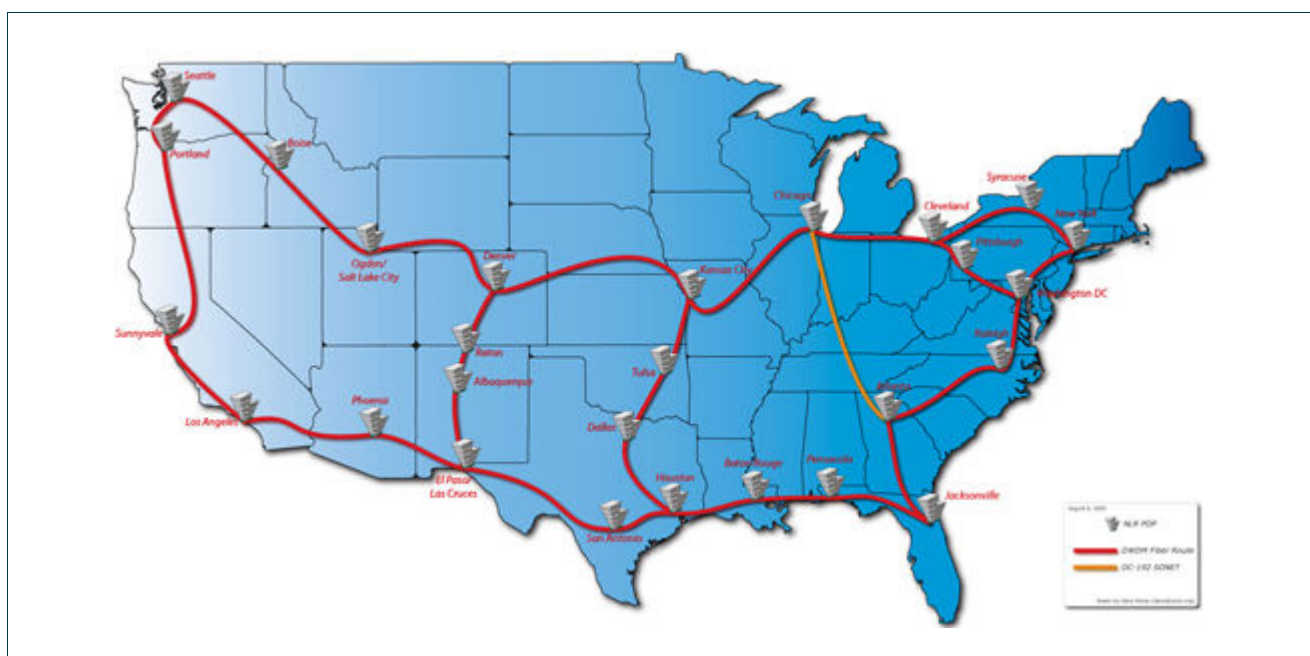 Seattle
Portland
Boise
Ogden/
Salt Lake City
Denver
Kansas City
Chicago
Cleveland
Syracuse
New York
Pittsburgh
Washington DC
Raleigh
Atlanta
Sunnyvale
Los Angeles
Phoenix
Raton
Albuquerque
El Paso/
Las Cruces
Tulsa
Dallas
Houston
San Antonio
Baton Rouge
Pensacola
Jacksonville
NLR POP
DWDM Fiber Route
OC-192 SONET